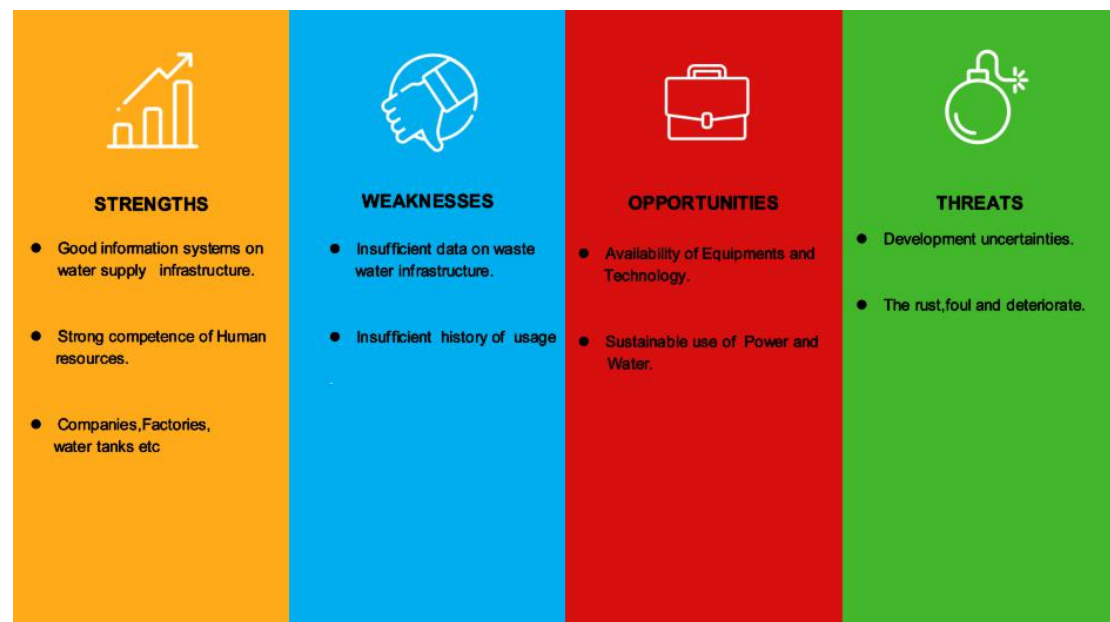 STRENGTHS
● Good information systems on
water supply infrastructure.
● Strong competence of Human
resources.
● Companies,Factories,
water tanks etc
WEAKNESSES
● Insufficient data on waste
water infrastructure.
● Insufficient history of usage
.
OPPORTUNITIES
● Availability of Equipments and
Technology.
● Sustainable use of Power and
Water.
THREATS
● Development uncertainties.
● The rust,foul and deteriorate.